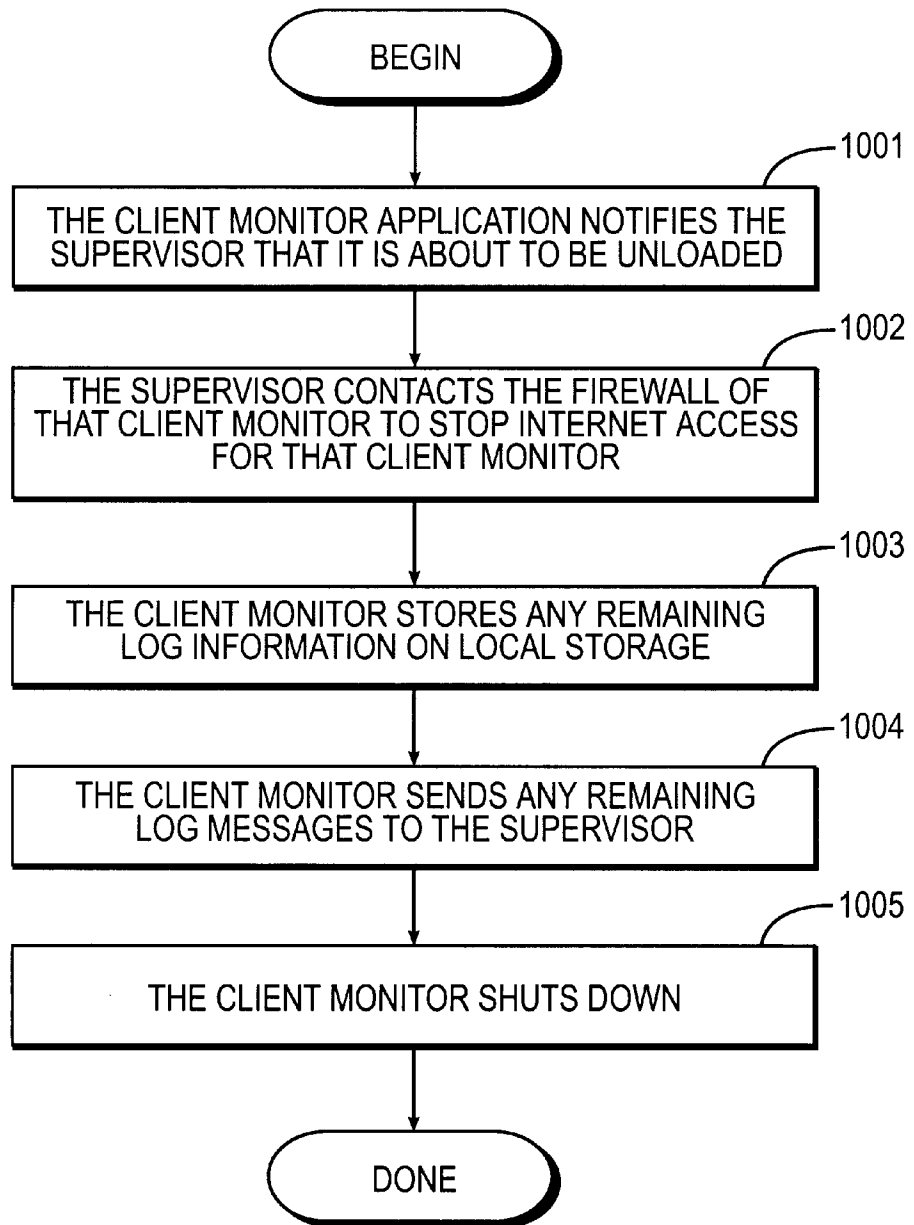 BEGIN
1001
THE CLIENT MONITOR APPLICATION NOTIFIES THE
SUPERVISOR THAT IT IS ABOUT TO BE UNLOADED
1002
THE SUPERVISOR CONTACTS THE FIREWALL OF
THAT CLIENT MONITOR TO STOP INTERNET ACCESS
FOR THAT CLIENT MONITOR
1003
THE CLIENT MONITOR STORES ANY REMAINING
LOG INFORMATION ON LOCAL STORAGE
1004
THE CLIENT MONITOR SENDS ANY REMAINING
LOG MESSAGES TO THE SUPERVISOR
1005
THE CLIENT MONITOR SHUTS DOWN
DONE